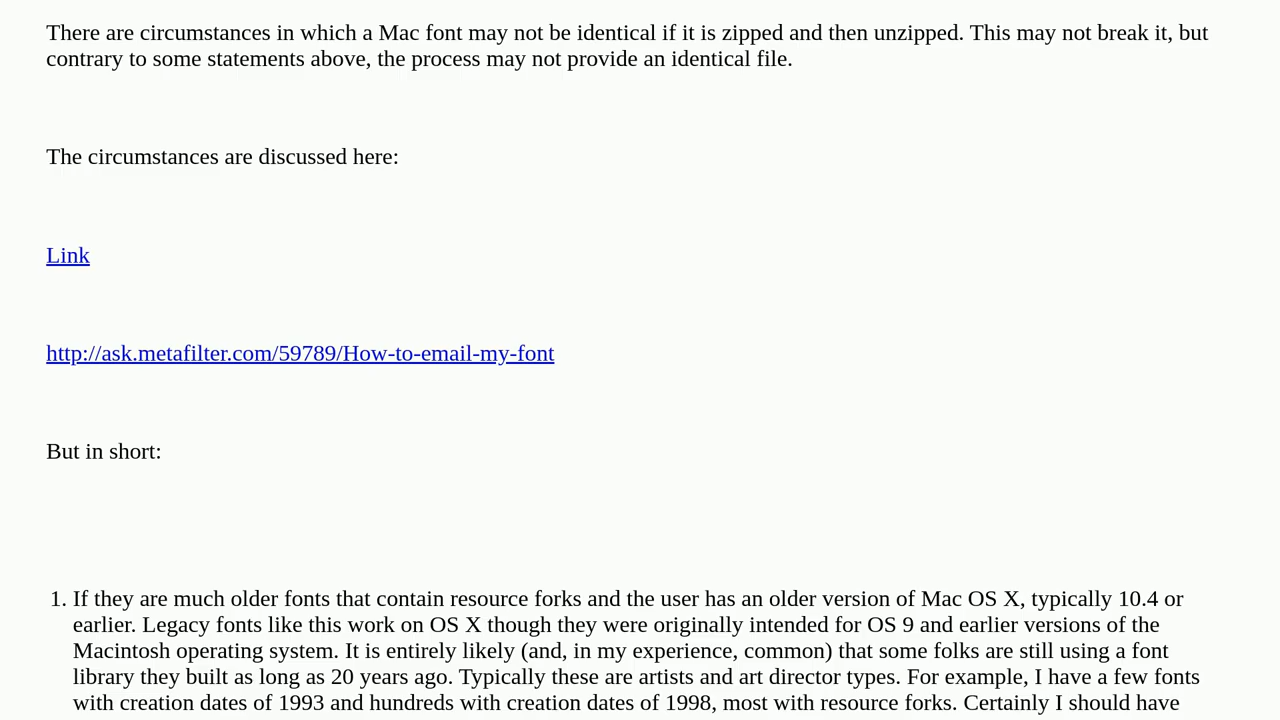 There are circumstances in which a Mac font may not be identical if it is zipped and then unzipped. This may not break it, but
contrary to some statements above, the process may not provide an identical file.
The circumstances are discussed here:
Link
http://ask.metafilter.com/59789/How-to-email-my-font
But in short:
1. If they are much older fonts that contain resource forks and the user has an older version of Mac OS X, typically 10.4 or
earlier. Legacy fonts like this work on OS X though they were originally intended for OS 9 and earlier versions of the
Macintosh operating system. It is entirely likely (and, in my experience, common) that some folks are still using a font
library they built as long as 20 years ago. Typically these are artists and art director types. For example, I have a few fonts
with creation dates of 1993 and hundreds with creation dates of 1998, most with resource forks. Certainly I should have